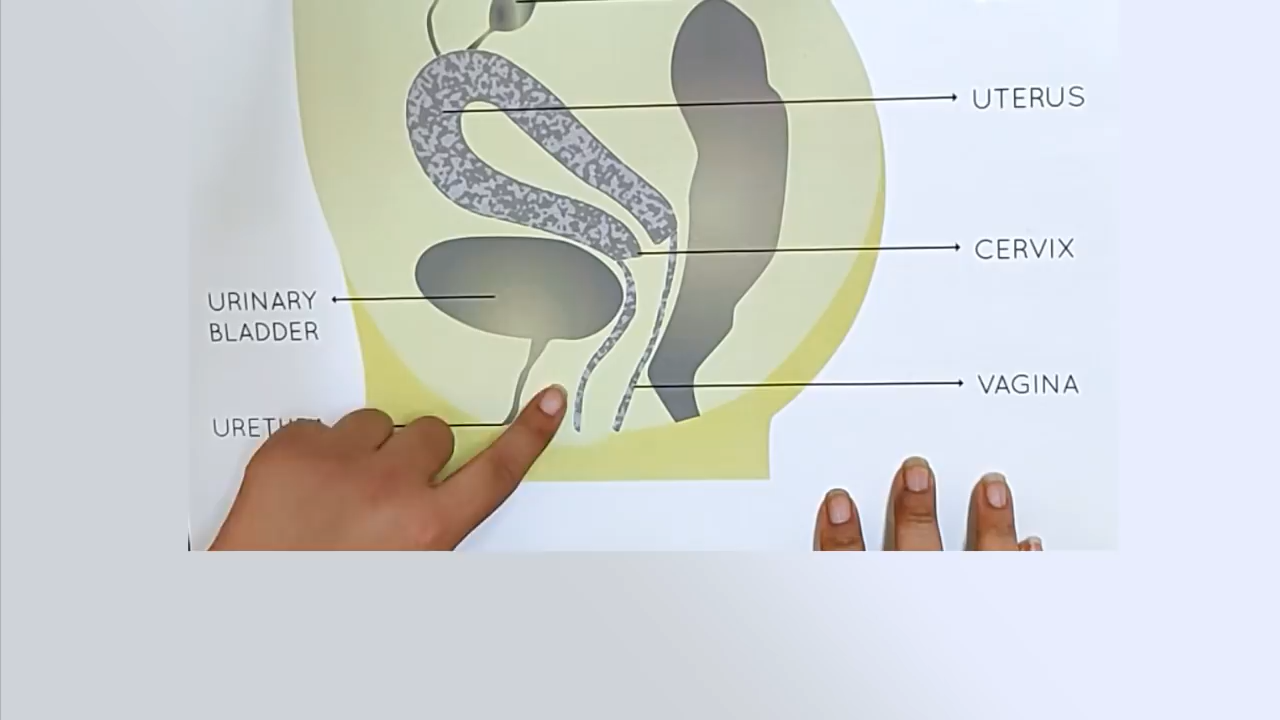 UTERUS
CERVIX
URINARY
BLADDER
VAGINA